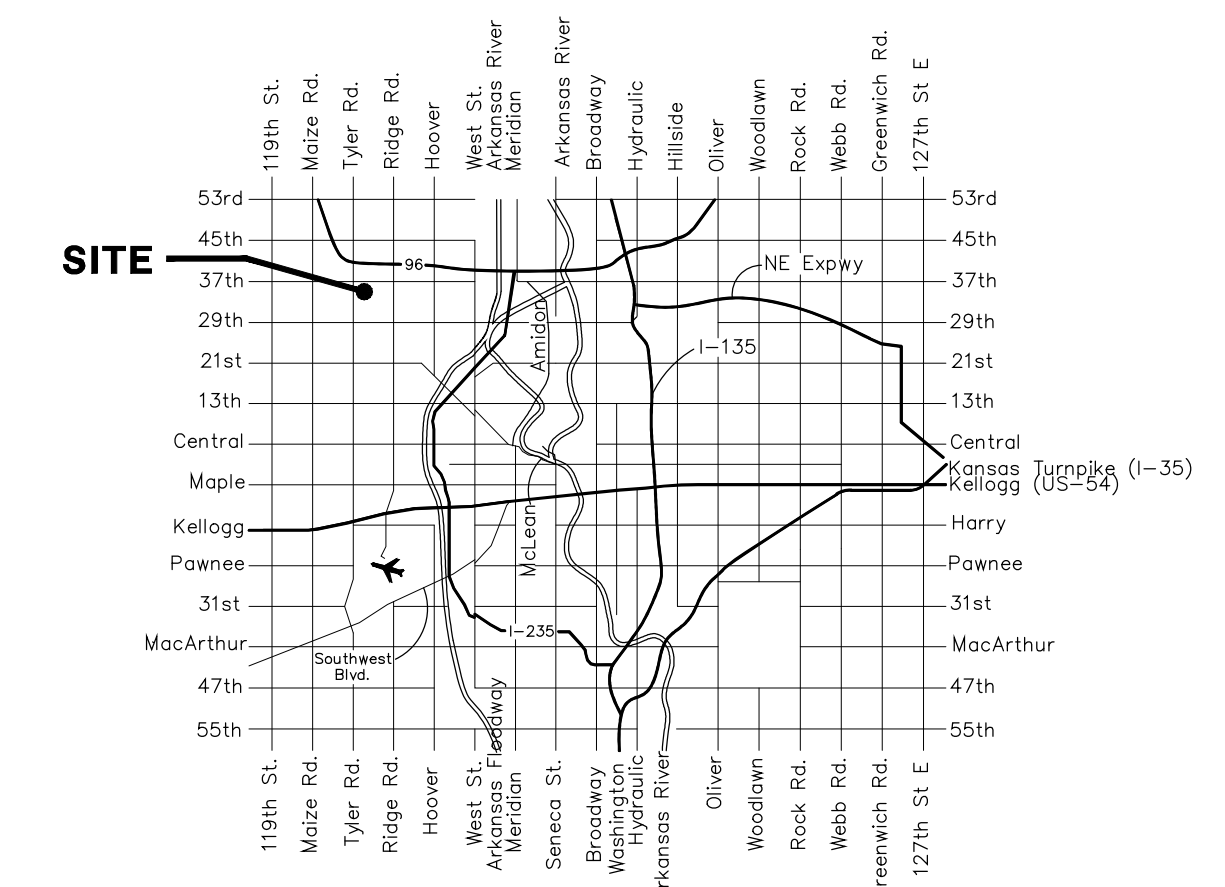 119th St.
Maize Rd.
Tyler Rd.
Ridge Rd.
Hoover
West St.
Arkansas River
Meridian
Arkansas River
Broadway
Hydraulic
Hillside
Oliver
Woodlawn
Rock Rd.
Webb Rd.
Greenwich Rd.
127th St E
53rd
53rd
45th
45th
SITE
96
NE Expwy
37th
37th
29th
29th
Amidon
I-135
21st
21st
13th
13th
Central
Central
Kansas Turnpike (I-35)
Maple
Kellogg (US-54)
Kellogg
Harry
McLean
Pawnee
Pawnee
31st
31st
I-235
MacArthur
MacArthur
Southwest
Blvd.
47th
47th
55th
55th
119th St.
Maize Rd.
Tyler Rd.
Ridge Rd.
Hoover
West St.
Arkansas Floodway
Meridian
Seneca St.
Broadway
Washington
Hydraulic
rkansas River
Oliver
Woodlawn
Rock Rd.
Webb Rd.
reenwich Rd.
127th St E